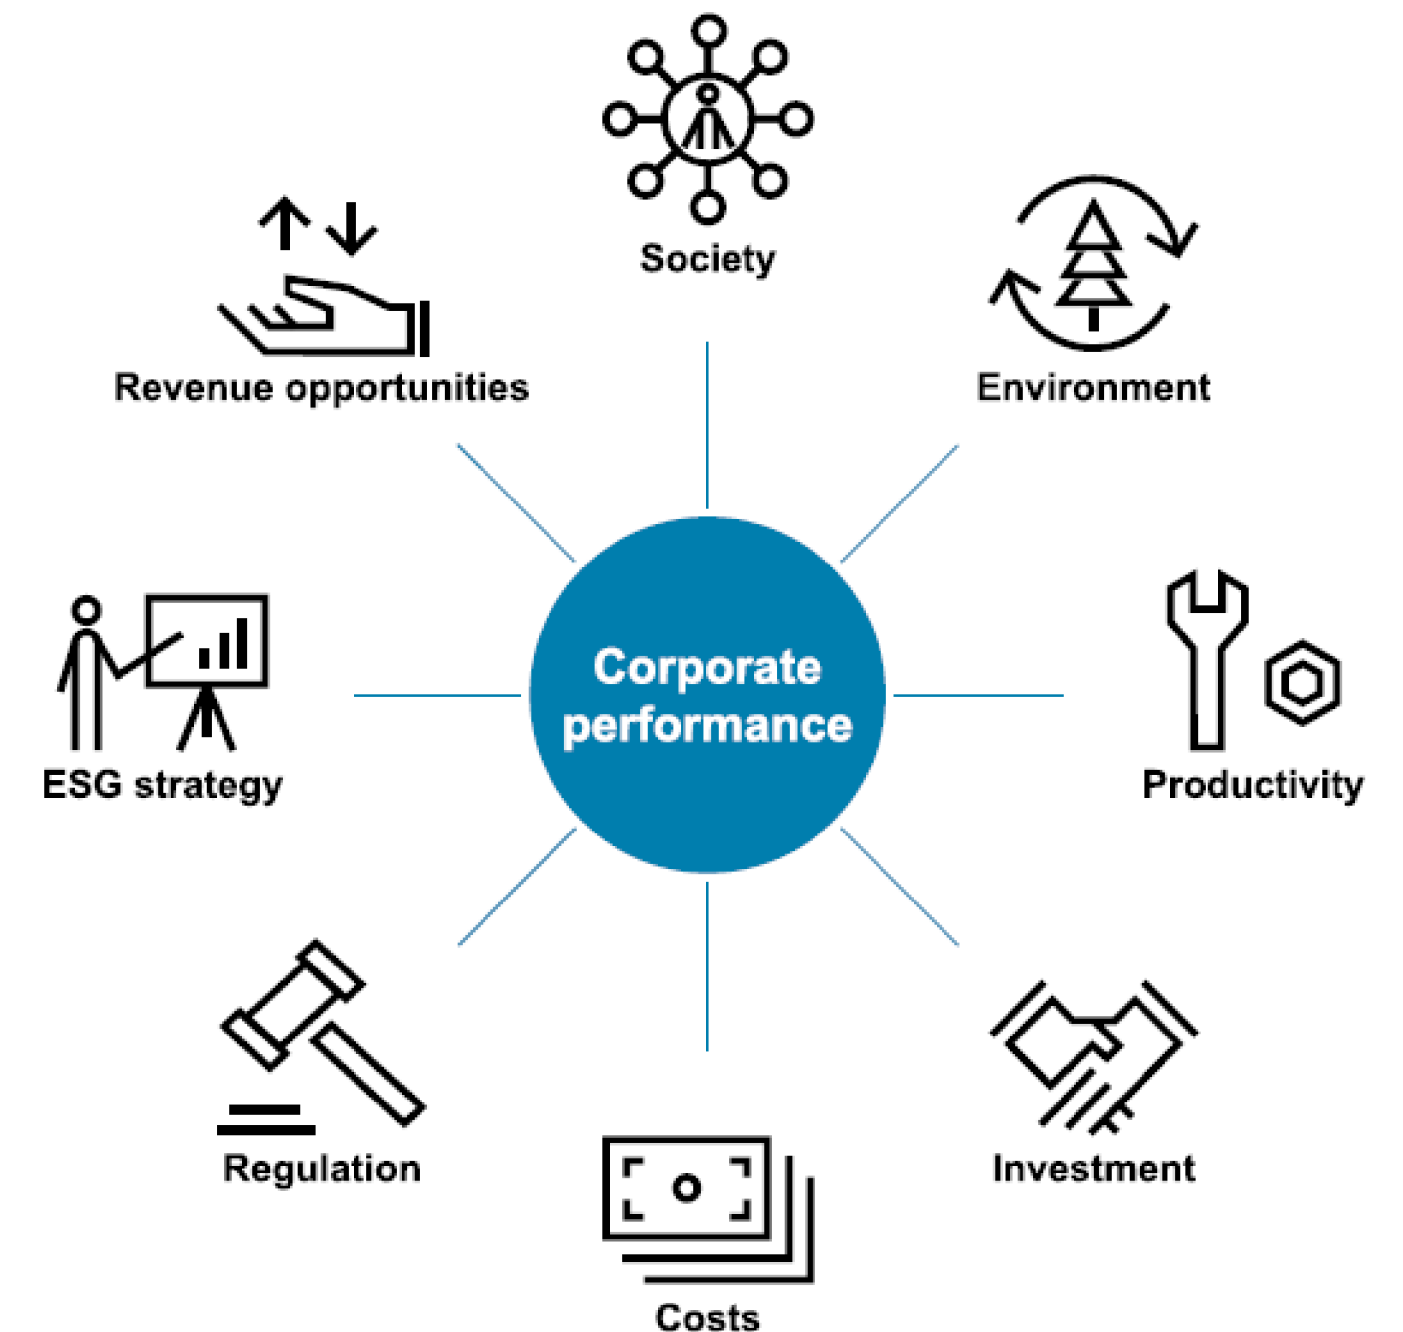 Society
Revenue opportunities
Environment
Corporate
performance
ESG strategy
Productivity
Regulation
Investment
Costs